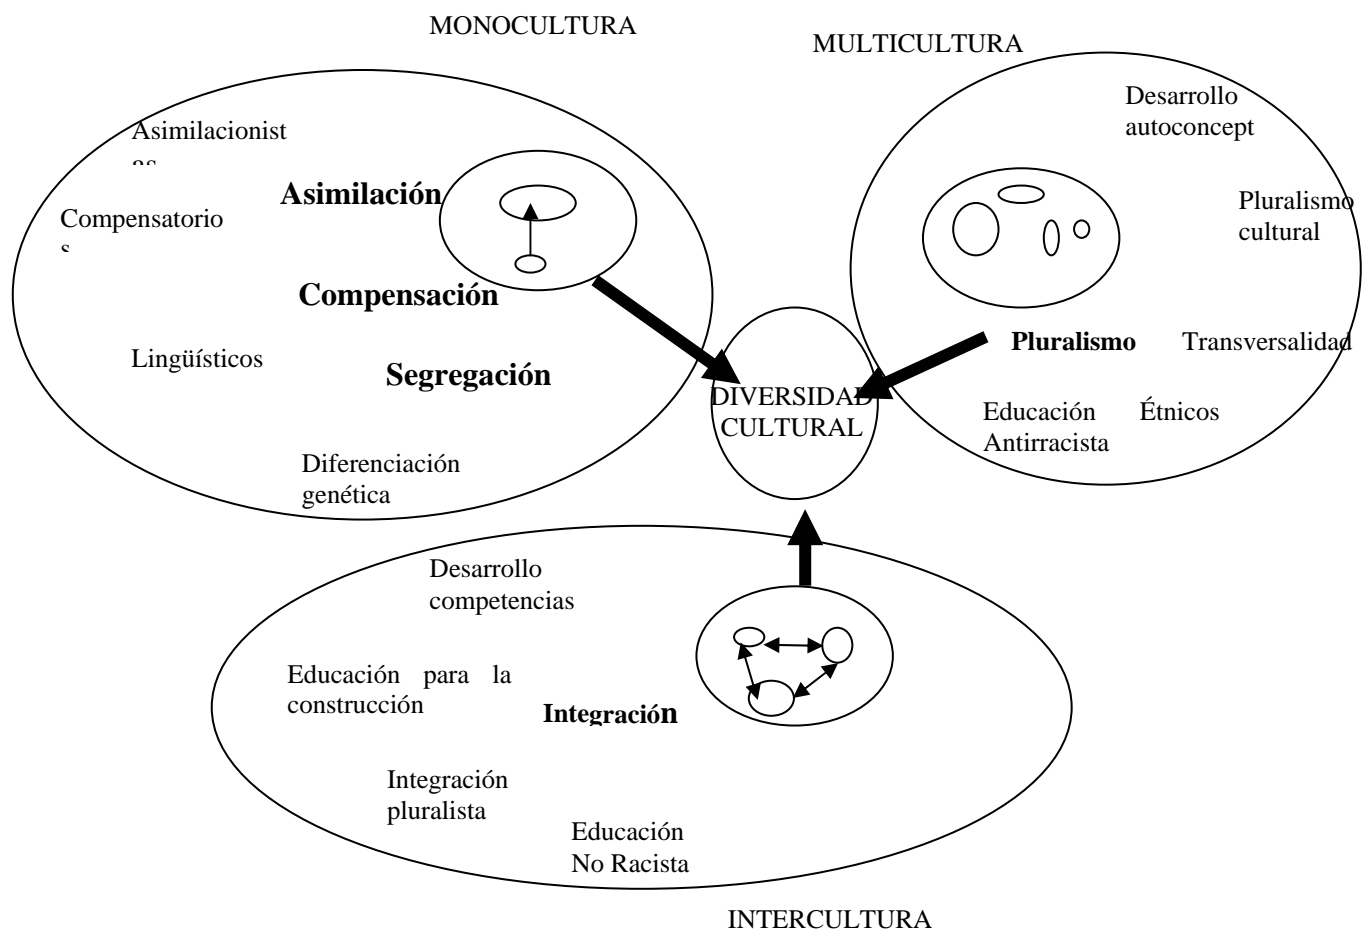 MONOCULTURA
Asimilacionist
as
Asimilación
Compensatorio
s
Compensación
Lingüísticos
Segregación
Diferenciación
genética
MULTICULTURA
Desarrollo
autoconcept
Pluralismo
cultural
Pluralismo
Transversalidad
Educación
Antirracista
Étnicos
DIVERSIDAD
CULTURAL
Desarrollo
competencias
Educación para la
construcción
Integración
Integración
pluralista
Educación
No Racista
INTERCULTURA